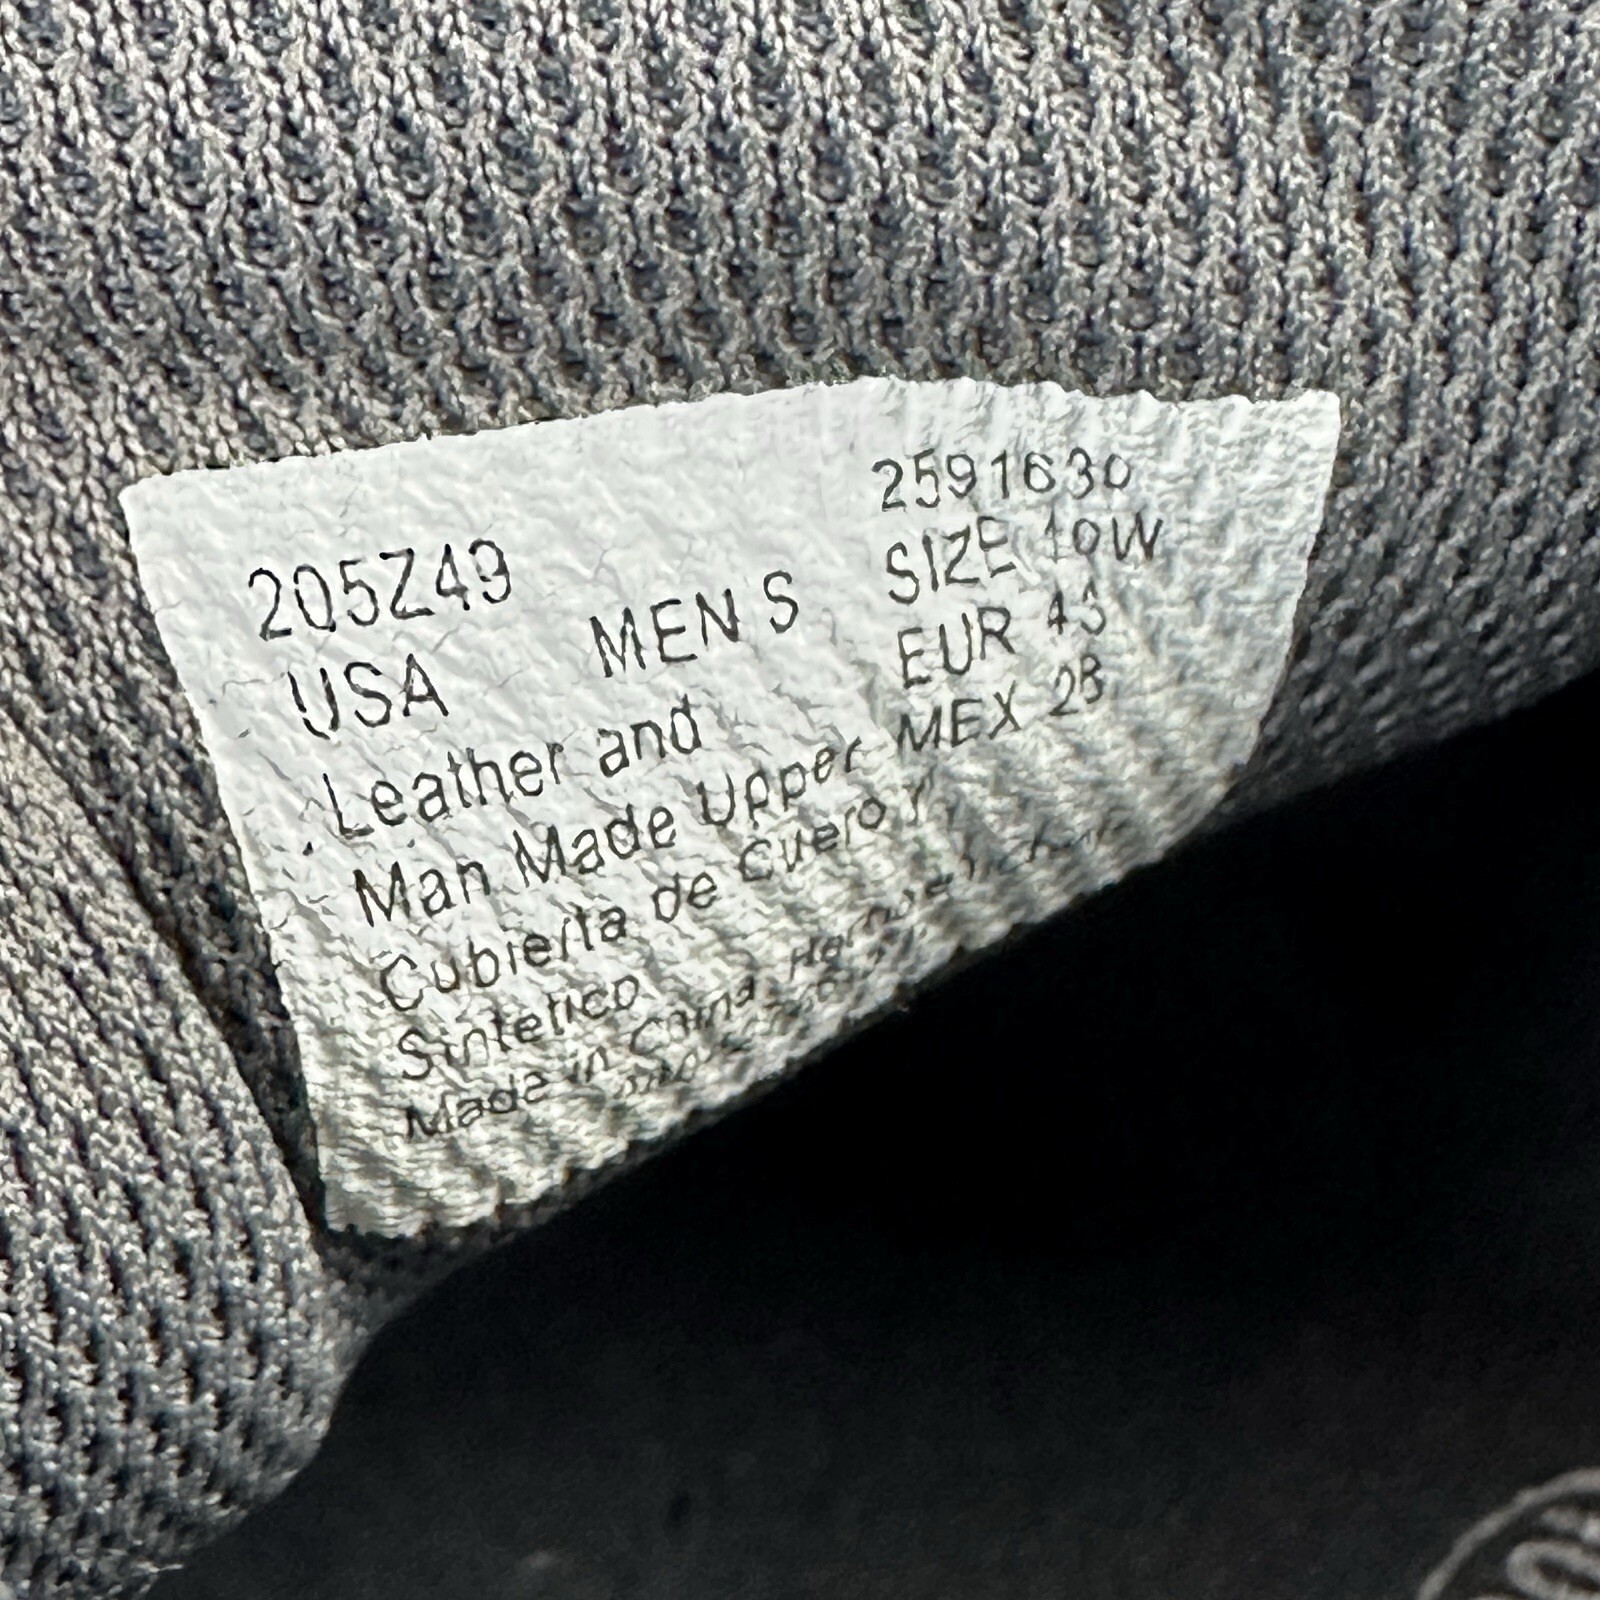 205Z49
2591630
USA MEN S
SIZE 10W
EUR 43
MEX 28
Leather and
Man Made Upper
Cubierta de Cuero Y
Sintetico
Made in China